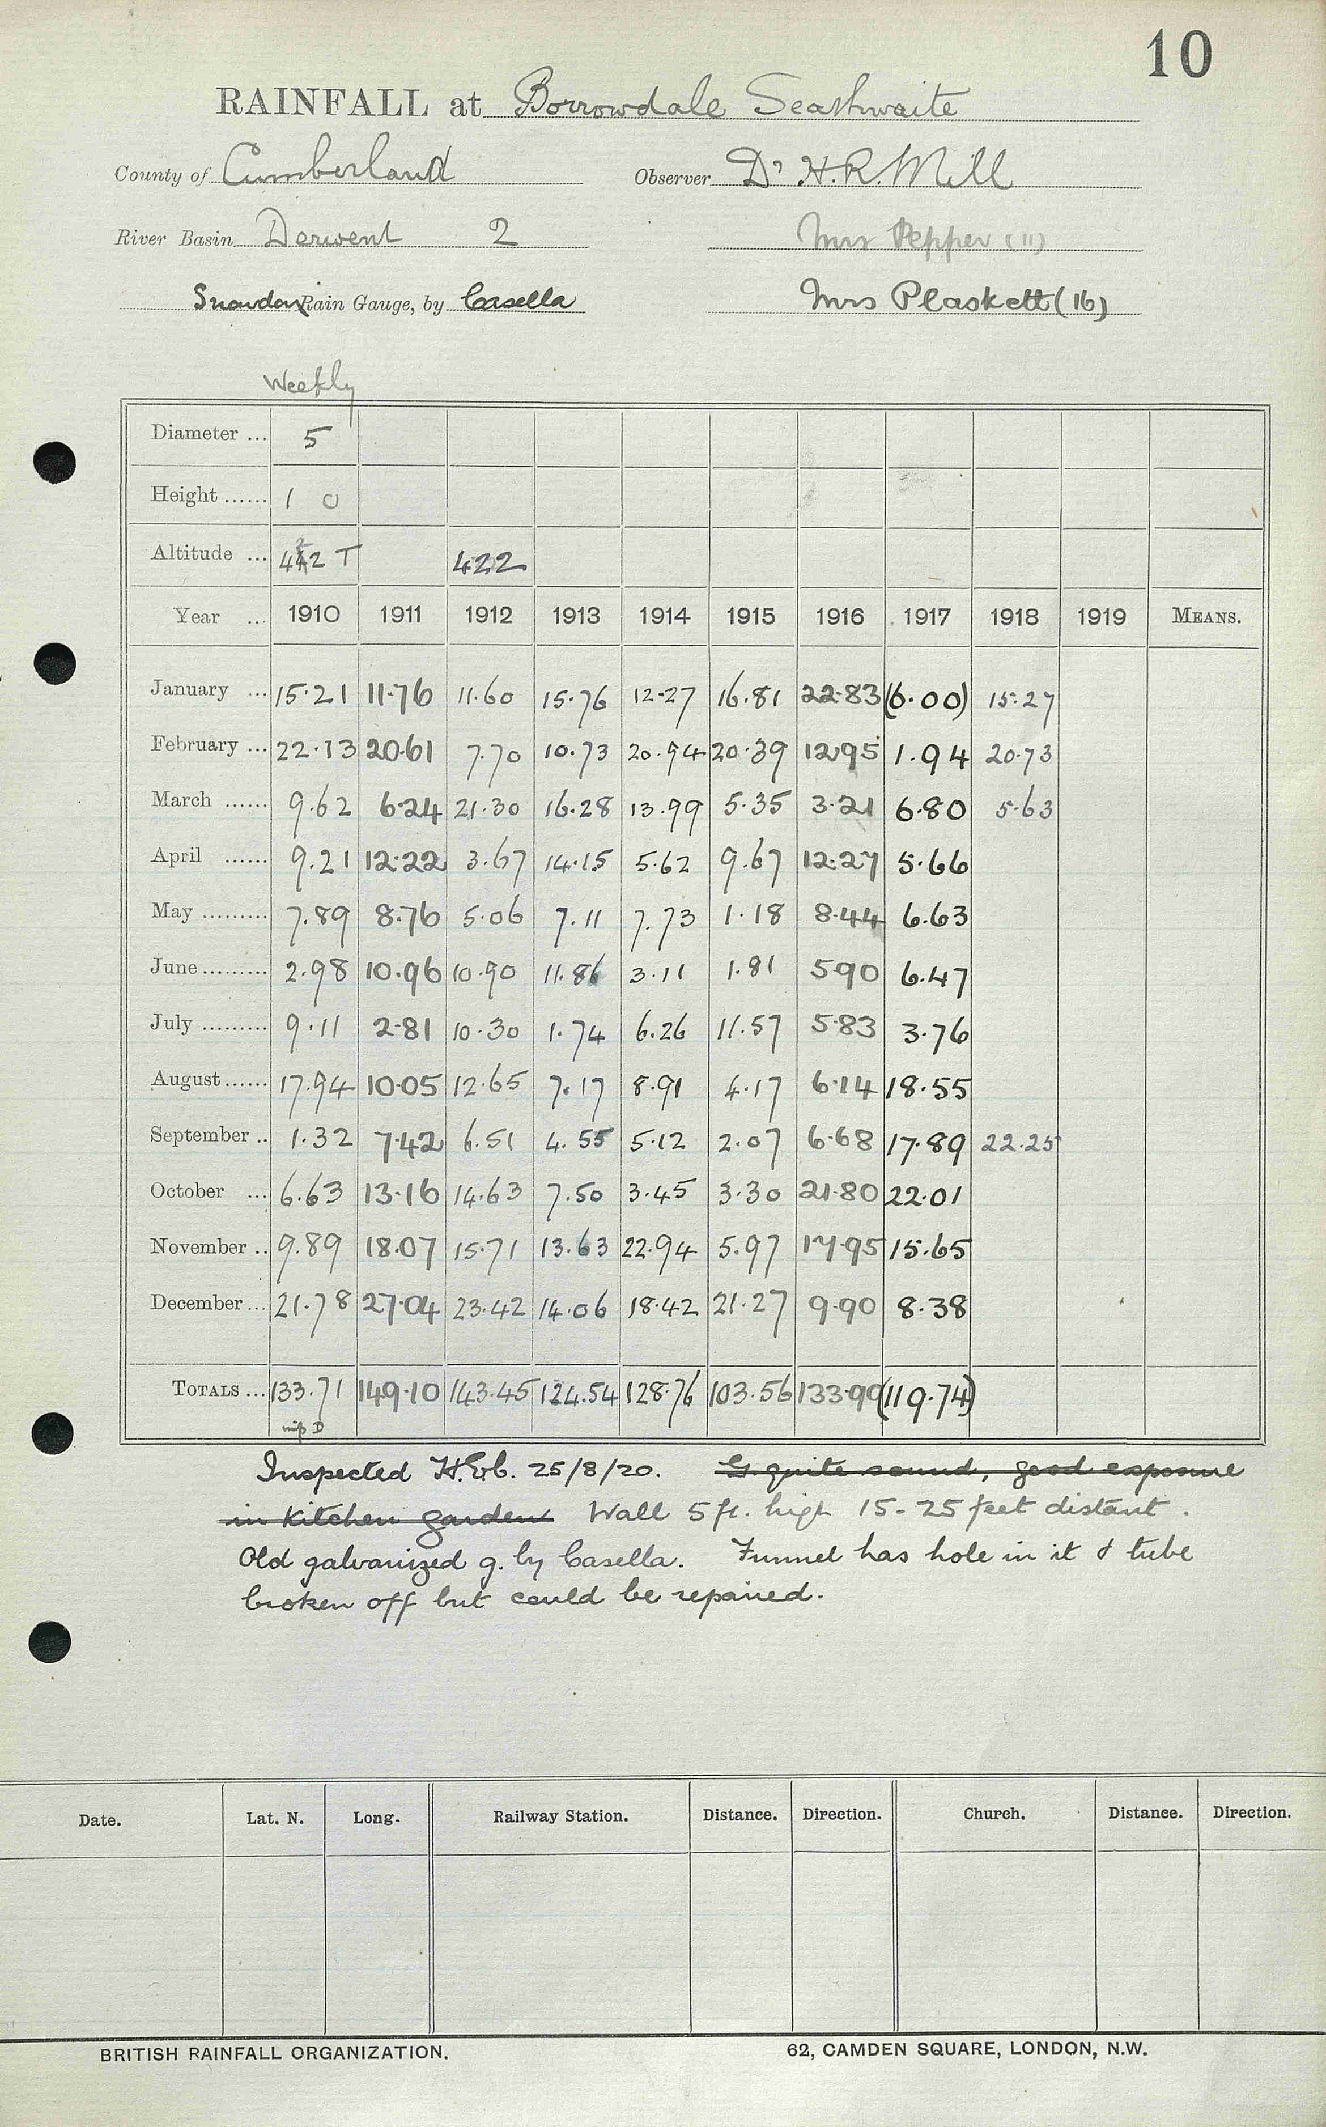 10
RAINFALL at Borrowdale Seathwaite
County of Cumberland Observer Dr H.R. Mill
River Basin Derwent 2 Mrs Pepper (11)
Snowdon Rain Gauge, by Casella Mrs Plaskett (16)
Weekly
Diameter ... 5
Height ...... 1 0
Altitude ... 422 T 422
Year ... 1910 1911 1912 1913 1914 1915 1916 1917 1918 1919 MEANS.
January ... 15.21 11.76 11.60 15.76 12.27 16.81 22.83 (6.00) 15.27
February ... 22.13 20.61 7.70 10.73 20.94 20.39 12.95 1.94 20.73
March ...... 9.62 6.24 21.30 16.28 13.99 5.35 3.21 6.80 5.63
April ...... 9.21 12.22 3.67 14.15 5.62 9.67 12.27 5.66
May ......... 7.89 8.76 5.06 7.11 7.73 1.18 8.44 6.63
June ......... 2.98 10.96 10.90 11.86 3.11 1.81 5.90 6.47
July ......... 9.11 2.81 10.30 1.74 6.26 11.57 5.83 3.76
August ...... 17.94 10.05 12.65 7.17 8.91 4.17 6.14 18.55
September .. 1.32 7.42 6.51 4.55 5.12 2.07 6.68 17.89 22.25
October ... 6.63 13.16 14.63 7.50 3.45 3.30 21.80 22.01
November .. 9.89 18.07 15.71 13.63 22.94 5.97 17.95 15.65
December ... 21.78 27.04 23.42 14.06 18.42 21.27 9.90 8.38
TOTALS ... 133.71 149.10 143.45 124.54 128.76 103.56 133.90 (119.74)
Inspected 25/8/20. G. quite sound, good exposure
in kitchen garden Wall 5 ft. high 15-25 feet distant.
Old galvanized g. by Casella. Funnel has hole in it & tube
broken off but could be repaired.
Date. Lat. N. Long. Railway Station. Distance. Direction. Church. Distance. Direction.
BRITISH RAINFALL ORGANIZATION. 62, CAMDEN SQUARE, LONDON, N.W.